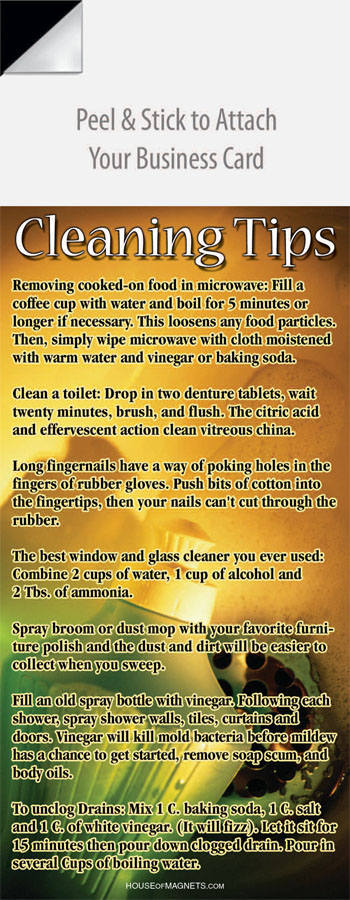 Peel & Stick to Attach
Your Business Card
Cleaning Tips
Removing cooked-on food in microwave: Fill a
coffee cup with water and boil for 5 minutes or
longer if necessary. This loosens any food particles.
Then, simply wipe microwave with cloth moistened
with warm water and vinegar or baking soda.
Clean a toilet: Drop in two denture tablets, wait
twenty minutes, brush, and flush. The citric acid
and effervescent action clean vitreous china.
Long fingernails have a way of poking holes in the
fingers of rubber gloves. Push bits of cotton into
the fingertips, then your nails can't cut through the
rubber.
The best window and glass cleaner you ever used:
Combine 2 cups of water, 1 cup of alcohol and
2 Tbs. of ammonia.
Spray broom or dust mop with your favorite furni-
ture polish and the dust and dirt will be easier to
collect when you sweep.
Fill an old spray bottle with vinegar. Following each
shower, spray shower walls, tiles, curtains and
doors. Vinegar will kill mold bacteria before mildew
has a chance to get started, remove soap scum, and
body oils.
To unclog Drains: Mix 1 C. baking soda, 1 C. salt
and 1 C. of white vinegar. (It will fizz). Let it sit for
15 minutes then pour down clogged drain. Pour in
several Cups of boiling water.
HOUSEOFMAGNETS.COM